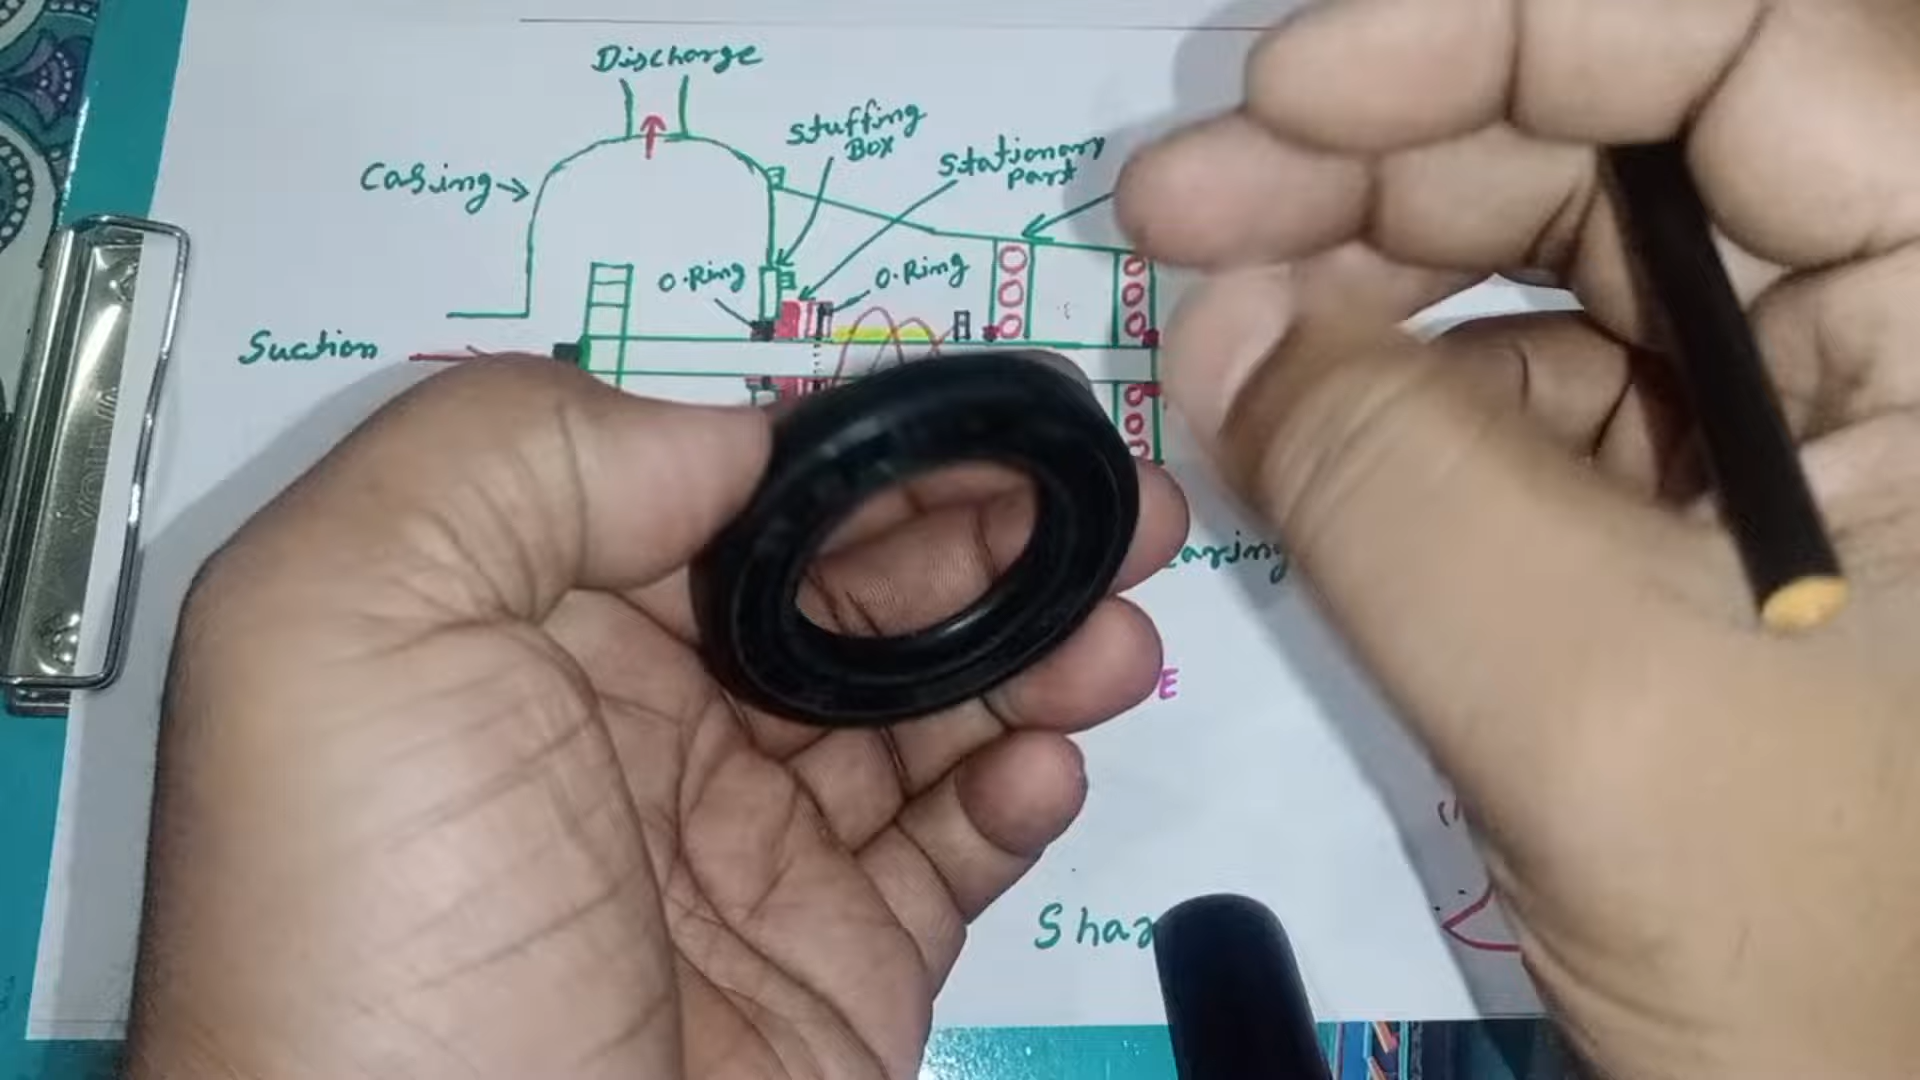 Discharge
Stuffing
Box
Casing
Stationary
Part
O.Ring
O.Ring
Suction
E